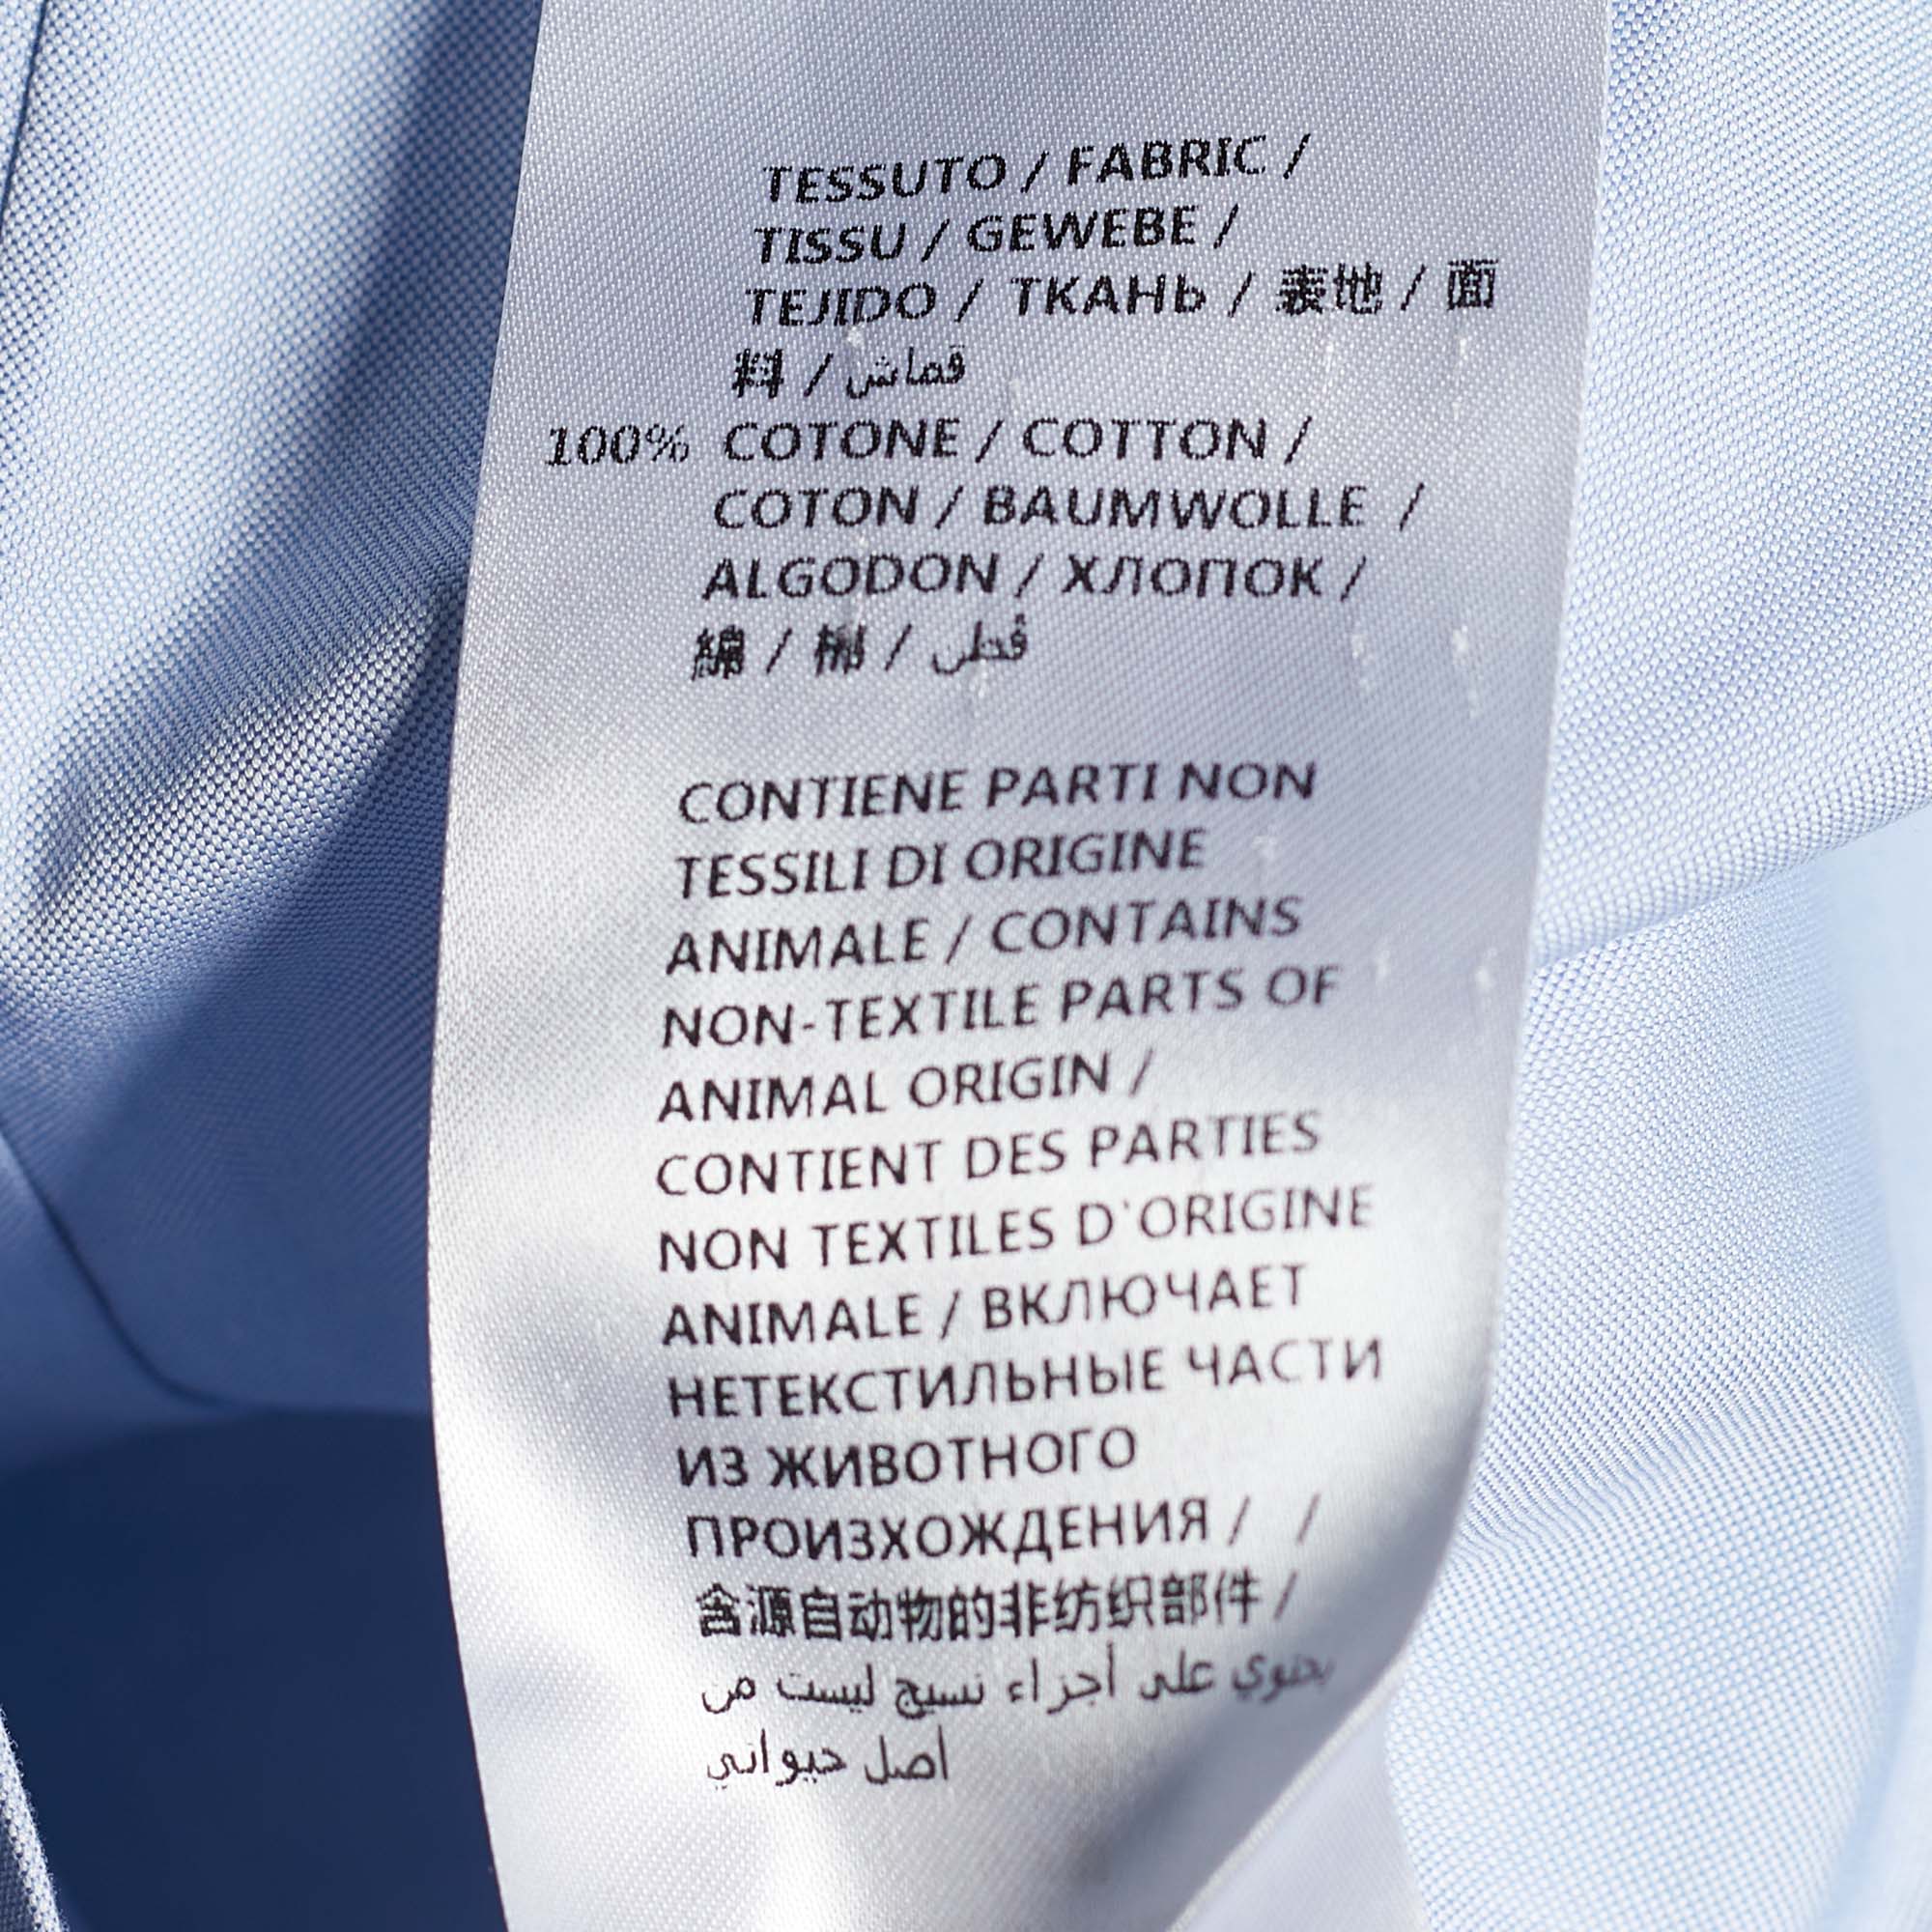 TESSUTO / FABRIC /
TISSU / GEWEBE /
TEJIDO / ТКАНЬ / 表地 / 面
料 / قماش
100% COTONE / COTTON /
COTON / BAUMWOLLE /
ALGODON / ХЛОПОК /
綿 / 棉 / قطن
CONTIENE PARTI NON
TESSILI DI ORIGINE
ANIMALE / CONTAINS
NON-TEXTILE PARTS OF
ANIMAL ORIGIN /
CONTIENT DES PARTIES
NON TEXTILES D'ORIGINE
ANIMALE / ВКЛЮЧАЕТ
НЕТЕКСТИЛЬНЫЕ ЧАСТИ
ИЗ ЖИВОТНОГО
ПРОИЗХОЖДЕНИЯ / /
含源自动物的非纺织部件 /
يحتوي على أجزاء نسيج ليست من
أصل حيواني